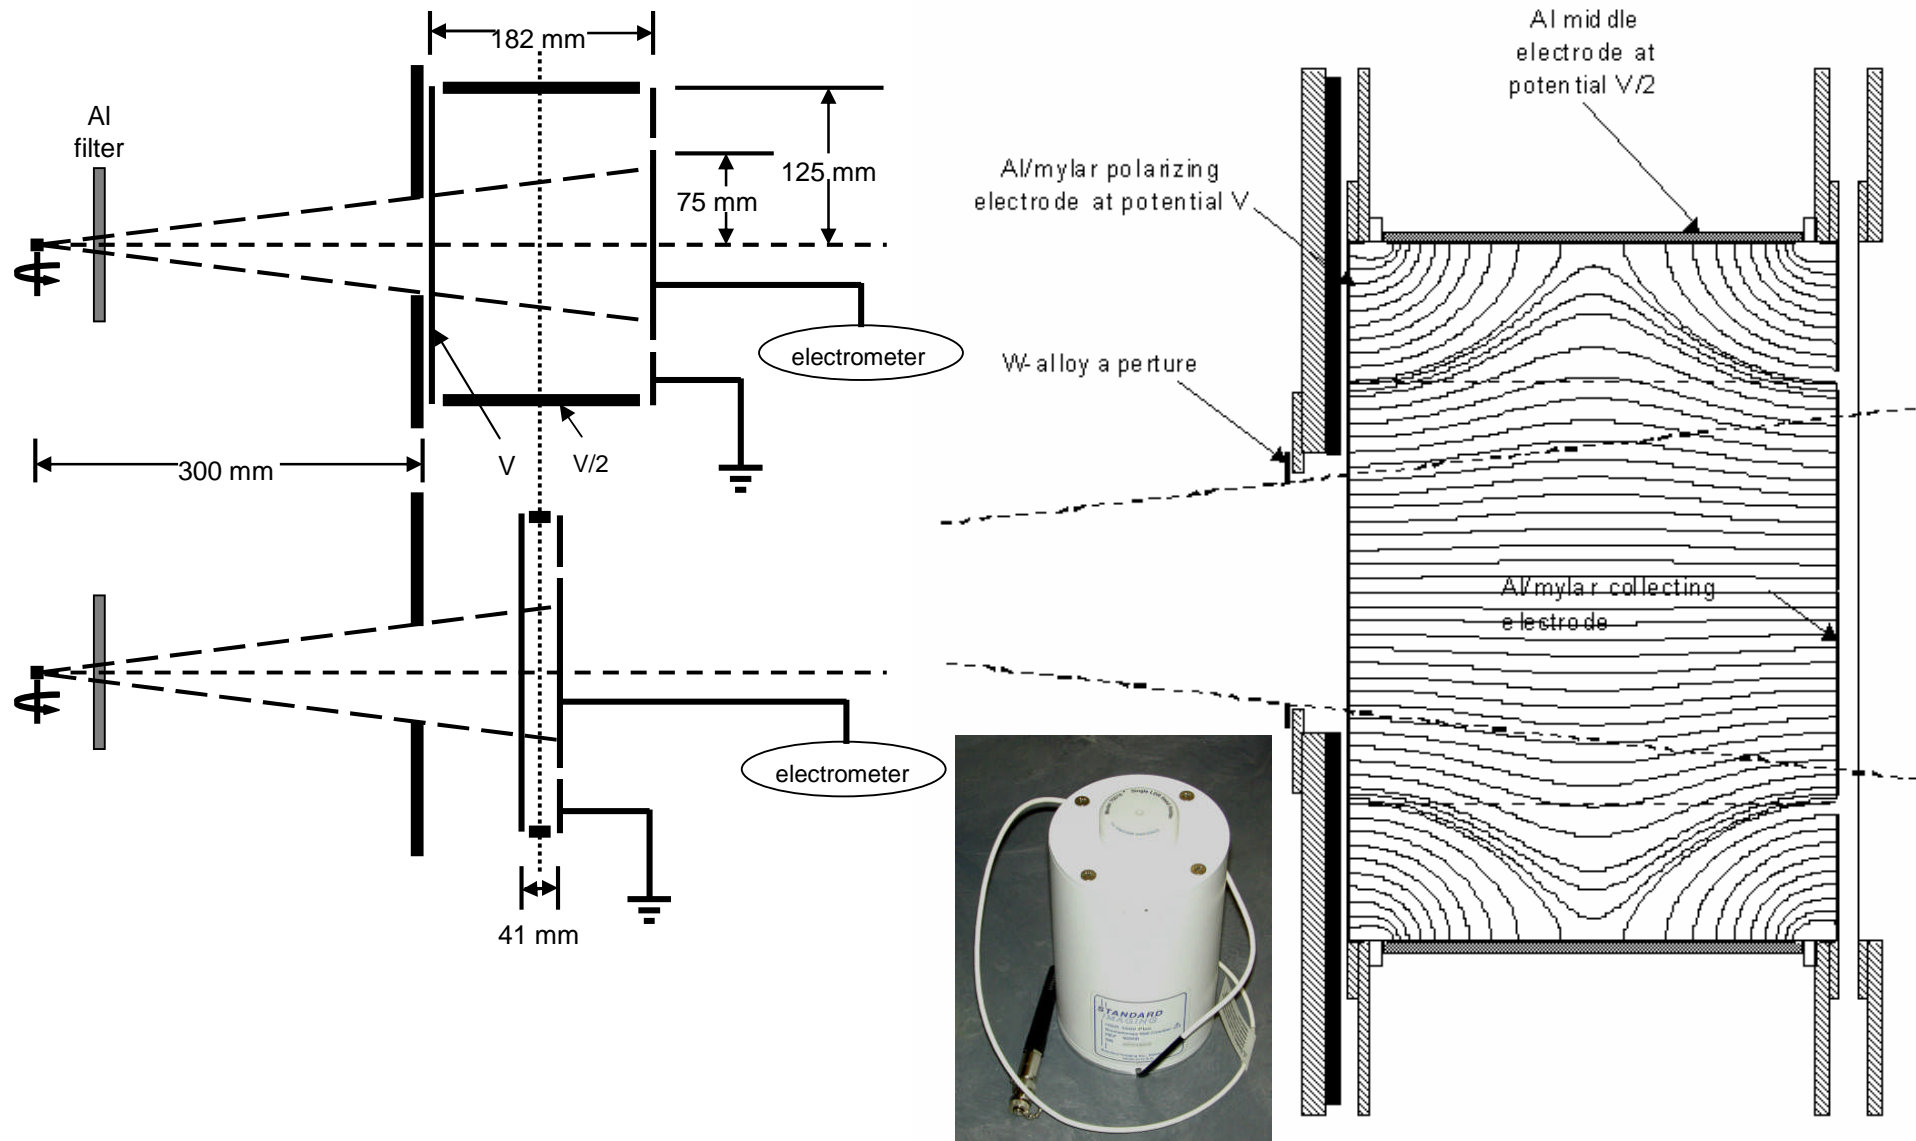 182 mm
Al
filter
125 mm
75 mm
electrometer
300 mm
V
V/2
electrometer
41 mm
Al middle
electrode at
potential V/2
Al/mylar polarizing
electrode at potential V
W-alloy aperture
Al/mylar collecting
electrode
STANDARD
IMAGING